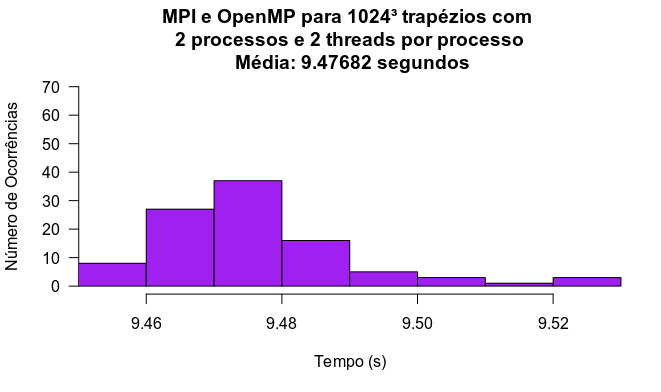 MPI e OpenMP para 1024³ trapézios com
2 processos e 2 threads por processo
Média: 9.47682 segundos
Número de Ocorrências
70
60
50
40
30
20
10
0
9.46 9.48 9.50 9.52
Tempo (s)